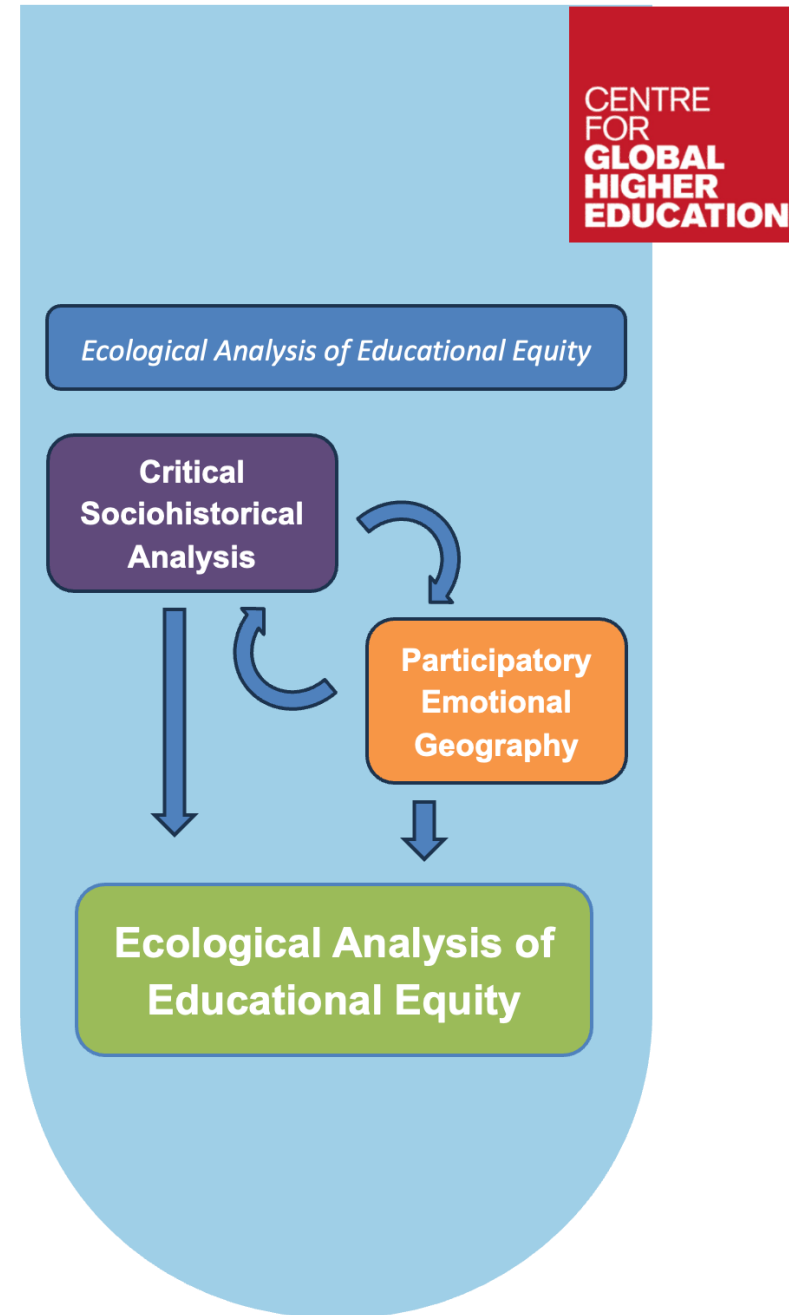 CENTRE
FOR
GLOBAL
HIGHER
EDUCATION
Ecological Analysis of Educational Equity
Critical
Sociohistorical
Analysis
Participatory
Emotional
Geography
Ecological Analysis of
Educational Equity